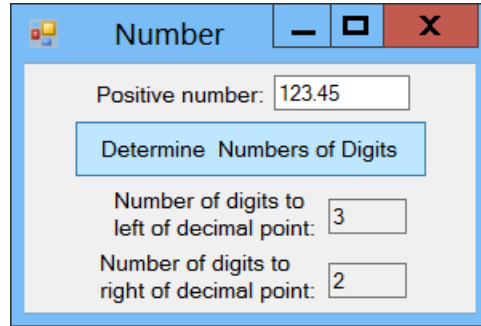 Number
Positive number: 123.45
Determine Numbers of Digits
Number of digits to
left of decimal point: 3
Number of digits to
right of decimal point: 2